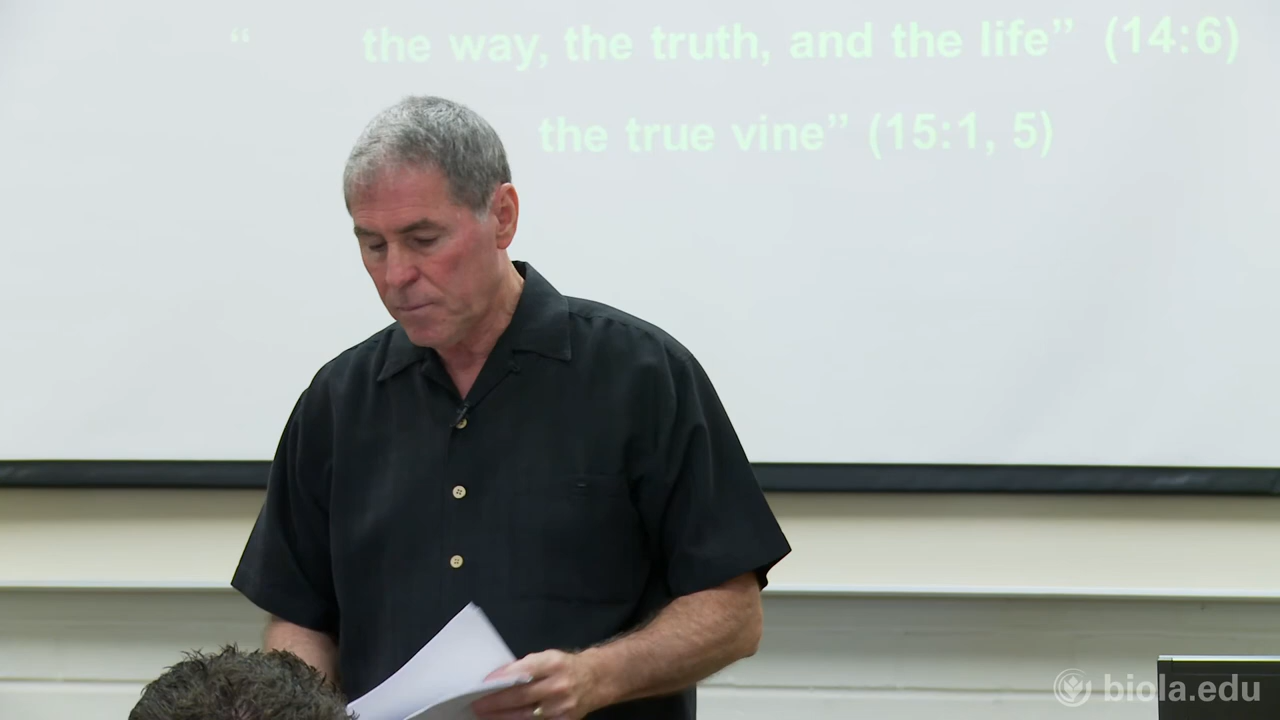 “ the way, the truth, and the life” (14:6)
the true vine” (15:1, 5)
biola.edu